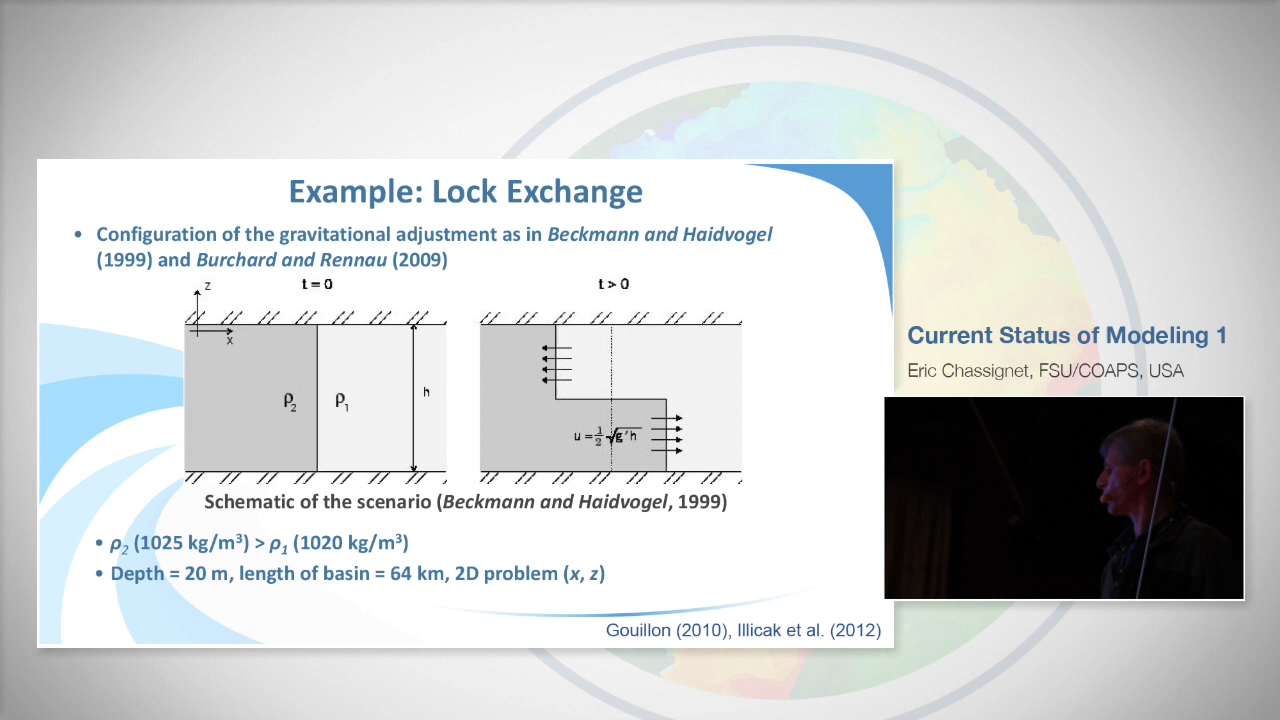 Example: Lock Exchange
• Configuration of the gravitational adjustment as in Beckmann and Haidvogel
(1999) and Burchard and Rennau (2009)
t = 0
t > 0
z
x
ρ2
ρ1
h
u = 1/2 √g'h
Schematic of the scenario (Beckmann and Haidvogel, 1999)
• ρ2 (1025 kg/m³) > ρ1 (1020 kg/m³)
• Depth = 20 m, length of basin = 64 km, 2D problem (x, z)
Gouillon (2010), Illicak et al. (2012)
Current Status of Modeling 1
Eric Chassignet, FSU/COAPS, USA